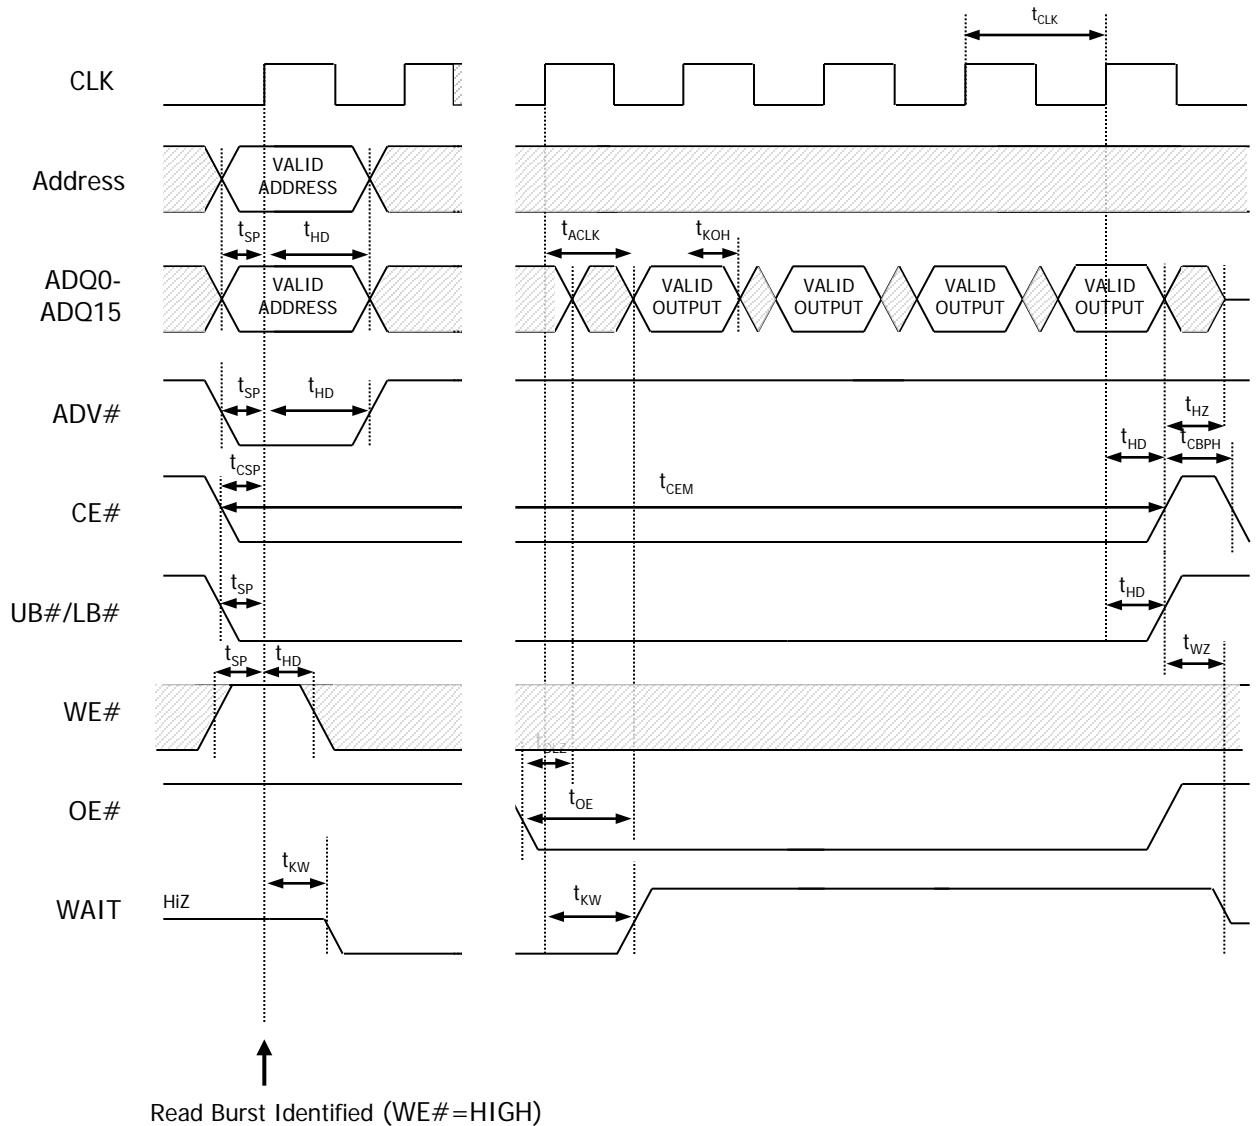 tCLK
CLK
Address
VALID
ADDRESS
tSP
tHD
tACLK
tKOH
ADQ0-
ADQ15
VALID
ADDRESS
VALID
OUTPUT
VALID
OUTPUT
VALID
OUTPUT
VALID
OUTPUT
ADV#
tSP
tHD
tHZ
tHD
tCBPH
CE#
tCSP
tCEM
UB#/LB#
tSP
tHD
tSP
tHD
tWZ
WE#
tOLZ
OE#
tOE
tKW
WAIT
HiZ
tKW
Read Burst Identified (WE#=HIGH)